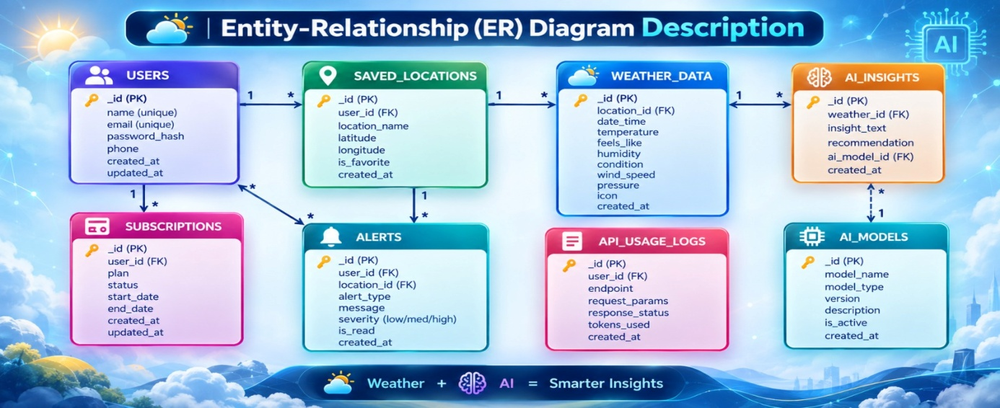 Entity-Relationship (ER) Diagram Description
AI
USERS
_id (PK)
name (unique)
email (unique)
password_hash
phone
created_at
updated_at
1 *
SAVED_LOCATIONS
_id (PK)
user_id (FK)
location_name
latitude
longitude
is_favorite
created_at
1 *
WEATHER_DATA
_id (PK)
location_id (FK)
date_time
temperature
feels_like
humidity
condition
wind_speed
pressure
icon
created_at
1 *
AI_INSIGHTS
_id (PK)
weather_id (FK)
insight_text
recommendation
ai_model_id (FK)
created_at
1
*
*
*
1
*
*
1
SUBSCRIPTIONS
_id (PK)
user_id (FK)
plan
status
start_date
end_date
created_at
updated_at
ALERTS
_id (PK)
user_id (FK)
location_id (FK)
alert_type
message
severity (low/med/high)
is_read
created_at
API_USAGE_LOGS
_id (PK)
user_id (FK)
endpoint
request_params
response_status
tokens_used
created_at
AI_MODELS
_id (PK)
model_name
model_type
version
description
is_active
created_at
Weather + AI = Smarter Insights